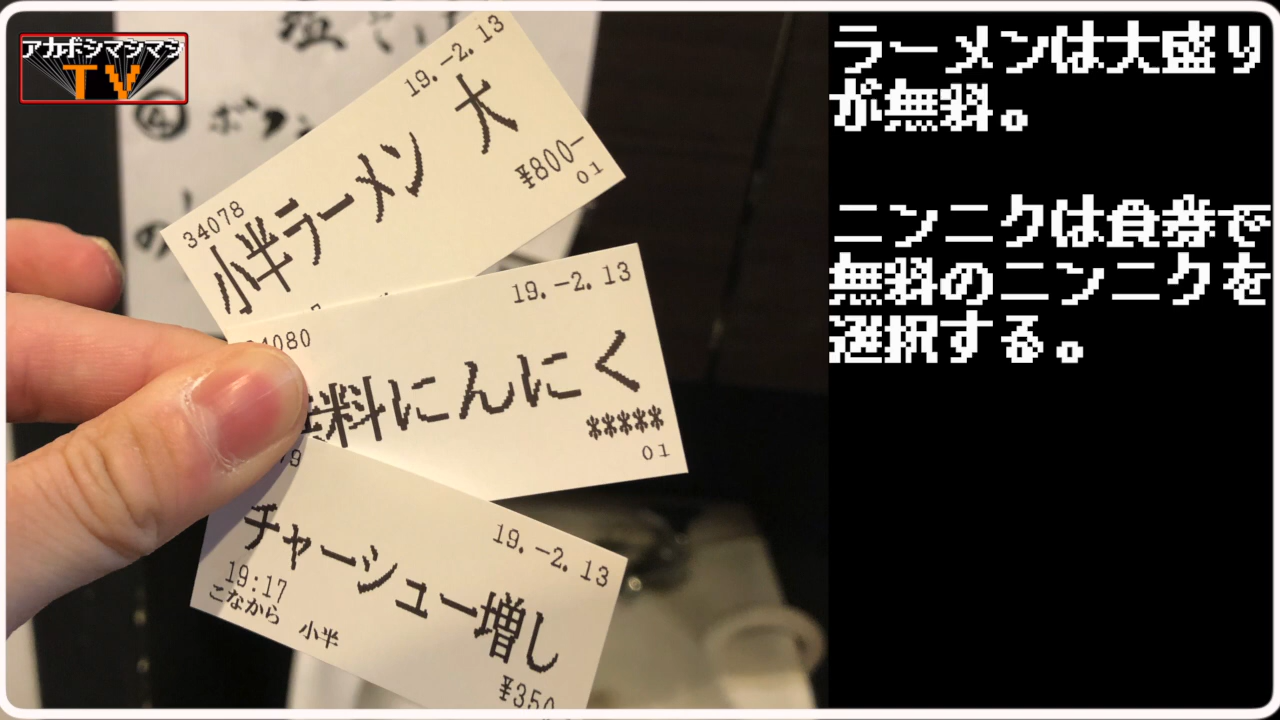 アカボシマシマシ
TV
ラーメンは大盛り
が無料。
ニンニクは食券で
無料のニンニクを
選択する。
19.-2.13
34078
小半ラーメン 大
¥800-
01
19.-2.13
4080
料にんにく
*****
01
19.-2.13
チャーシュー増し
19:17
こなから 小半
¥350